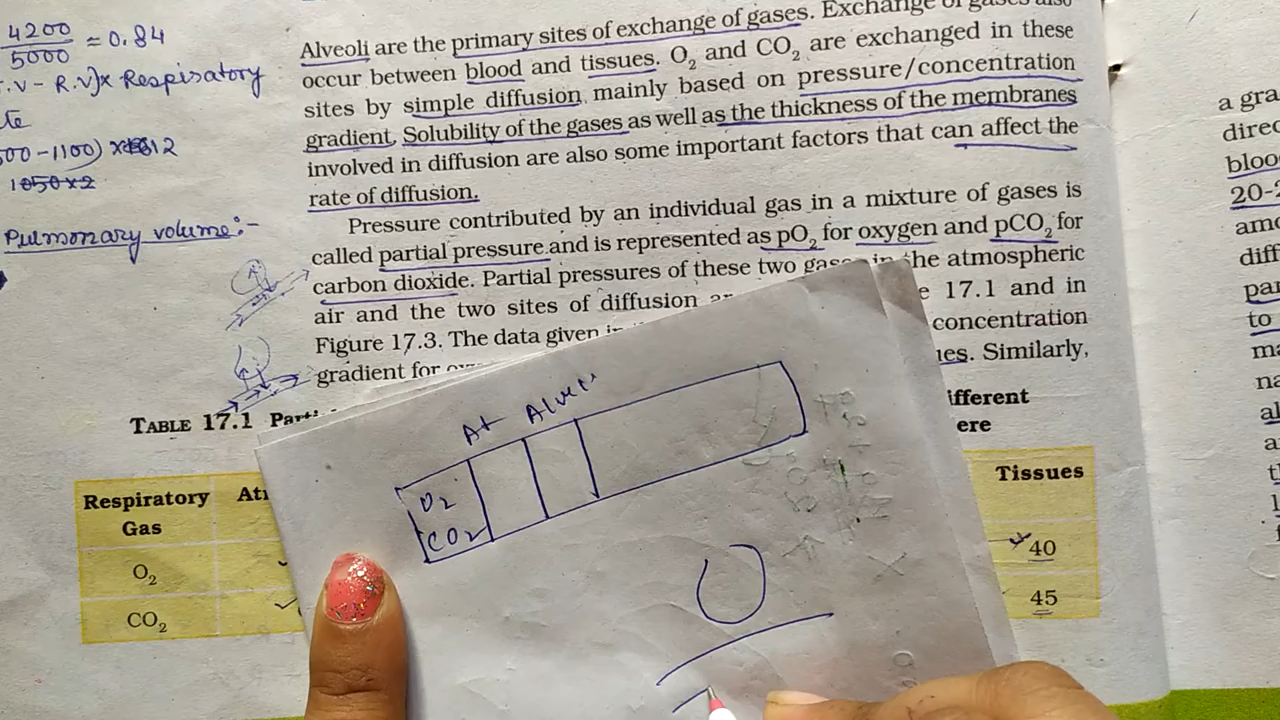 4200
5000
= 0.84
.V - R.V)x Respiratory
00-1100) x 12
1050x2
Pulmonary volume:-
Alveoli are the primary sites of exchange of gases. Exchange of gases also
occur between blood and tissues. O2 and CO2 are exchanged in these
sites by simple diffusion mainly based on pressure/concentration
gradient. Solubility of the gases as well as the thickness of the membranes
involved in diffusion are also some important factors that can affect the
rate of diffusion.
Pressure contributed by an individual gas in a mixture of gases is
called partial pressure and is represented as pO2 for oxygen and pCO2 for
carbon dioxide. Partial pressures of these two gases in the atmospheric
air and the two sites of diffusion 17.1 and in
Figure 17.3. The data given in concentration
gradient for Similarly,
TABLE 17.1 ifferent
ere
Respiratory
Gas
Tissues
O2
40
CO2
45
At Alveo
O2
CO2
a gra
direc
bloo
20-2
amo
diff
par
to